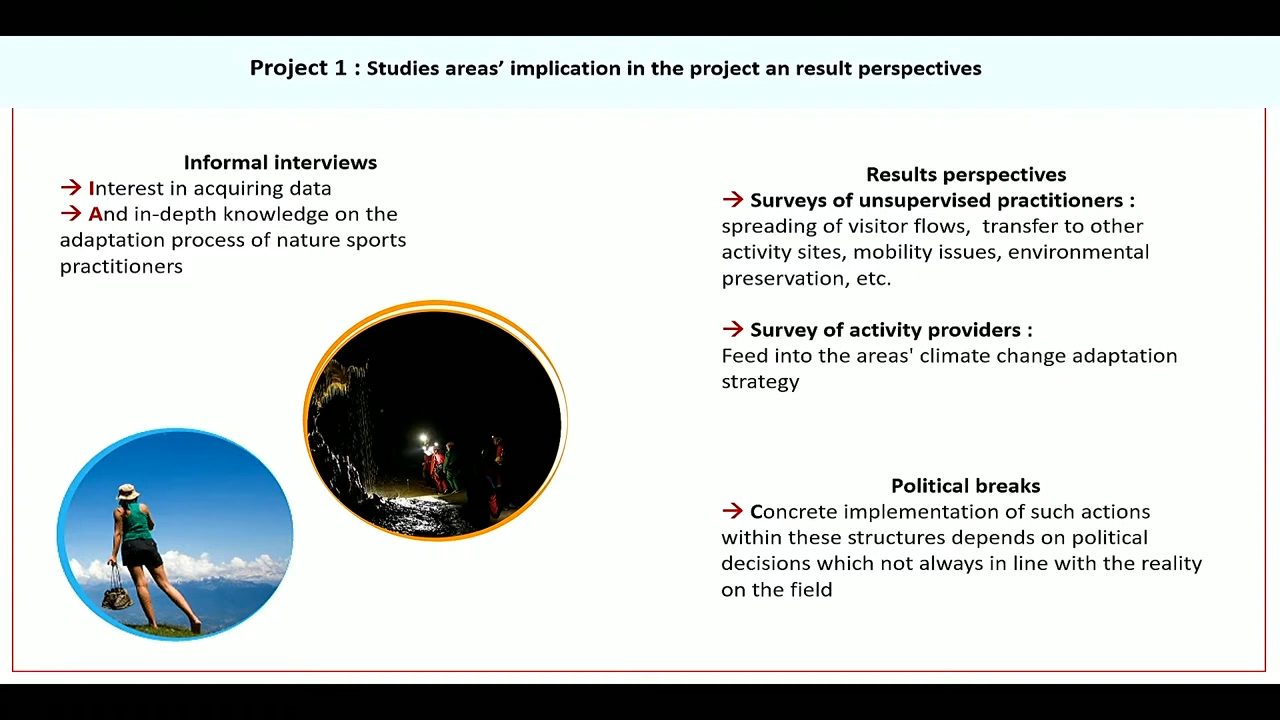 Project 1 : Studies areas’ implication in the project an result perspectives
Informal interviews
→ Interest in acquiring data
→ And in-depth knowledge on the
adaptation process of nature sports
practitioners
Results perspectives
→ Surveys of unsupervised practitioners :
spreading of visitor flows, transfer to other
activity sites, mobility issues, environmental
preservation, etc.
→ Survey of activity providers :
Feed into the areas' climate change adaptation
strategy
Political breaks
→ Concrete implementation of such actions
within these structures depends on political
decisions which not always in line with the reality
on the field